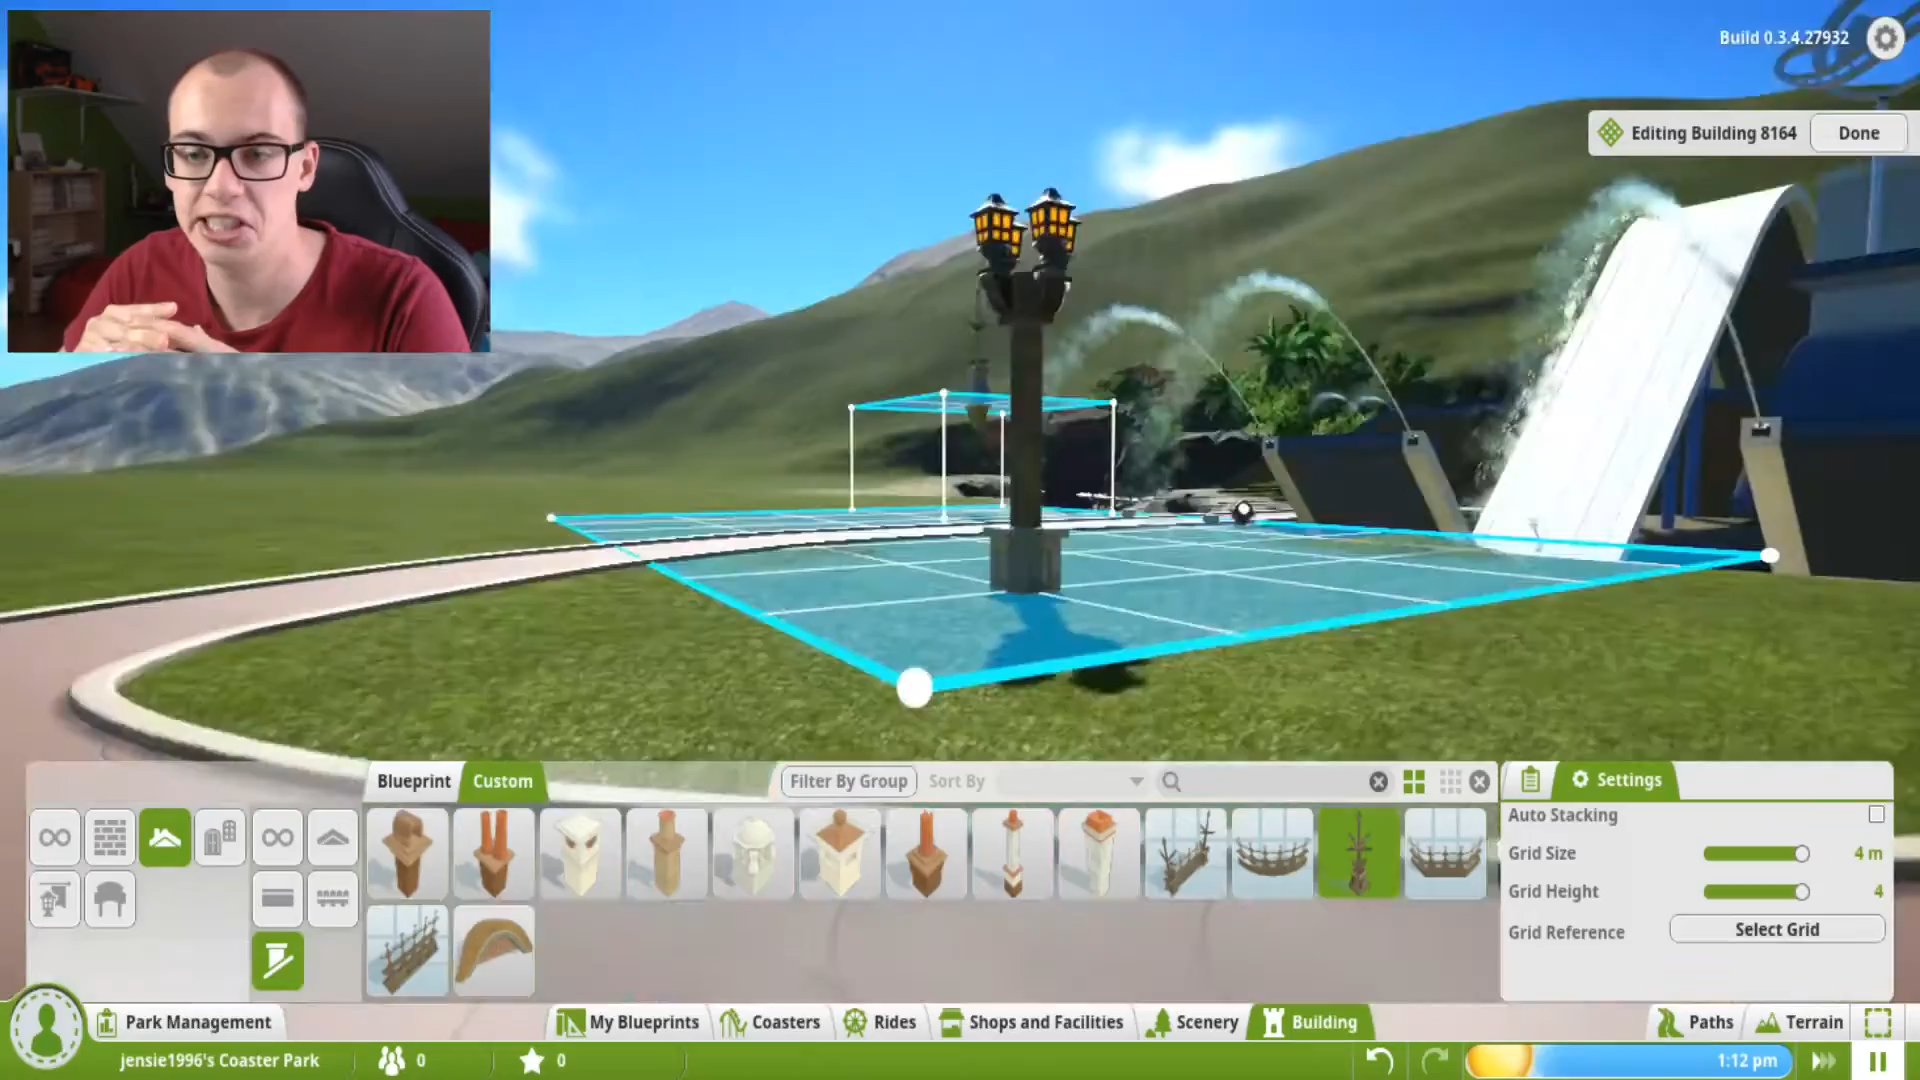 Build 0.3.4.27932
Editing Building 8164 Done
Blueprint Custom Filter By Group Sort By
Settings
Auto Stacking
Grid Size 4 m
Grid Height 4
Grid Reference Select Grid
Park Management My Blueprints Coasters Rides Shops and Facilities Scenery Building Paths Terrain
jensie1996's Coaster Park 0 0 1:12 pm